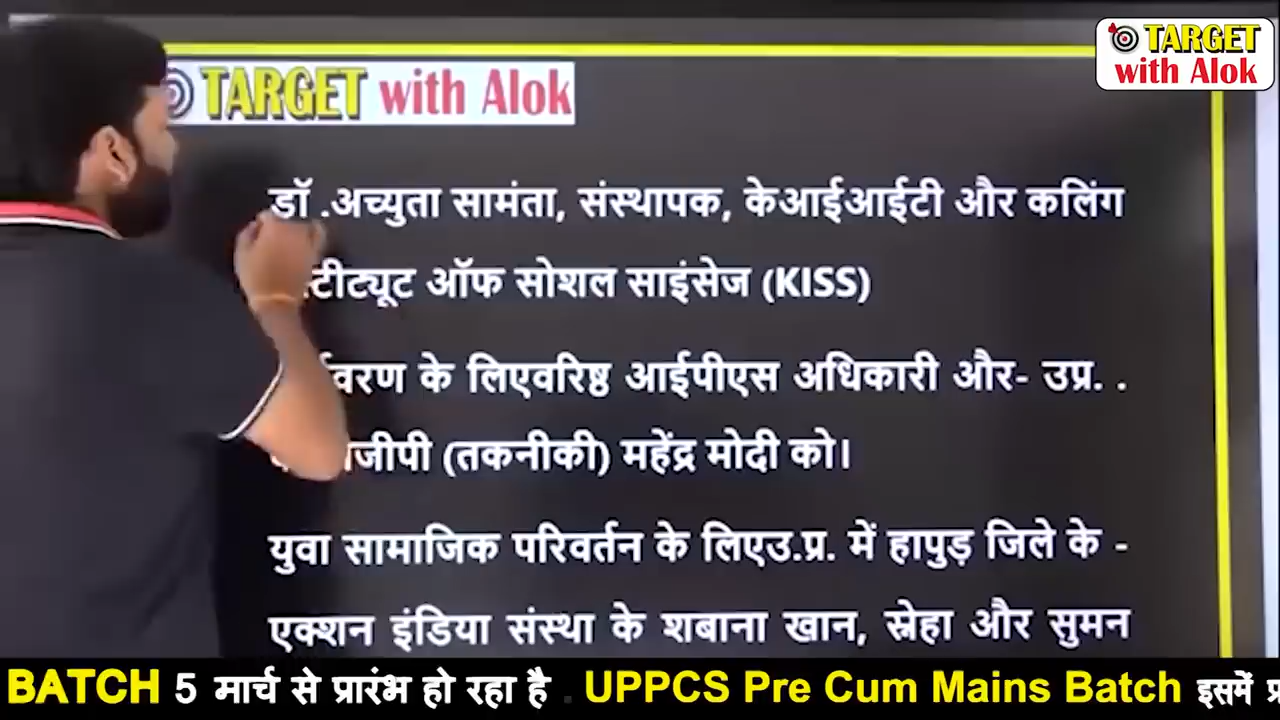 TARGET
with Alok
TARGET with Alok
डॉ .अच्युता सामंता, संस्थापक, केआईआईटी और कलिंग
ऑफ सोशल साइंसेज (KISS)
के लिएवरिष्ठ आईपीएस अधिकारी और- उप्र. .
(तकनीकी) महेंद्र मोदी को।
युवा सामाजिक परिवर्तन के लिएउ.प्र. में हापुड़ जिले के -
एक्शन इंडिया संस्था के शबाना खान, स्नेहा और सुमन
BATCH 5 मार्च से प्रारंभ हो रहा है . UPPCS Pre Cum Mains Batch इसमें